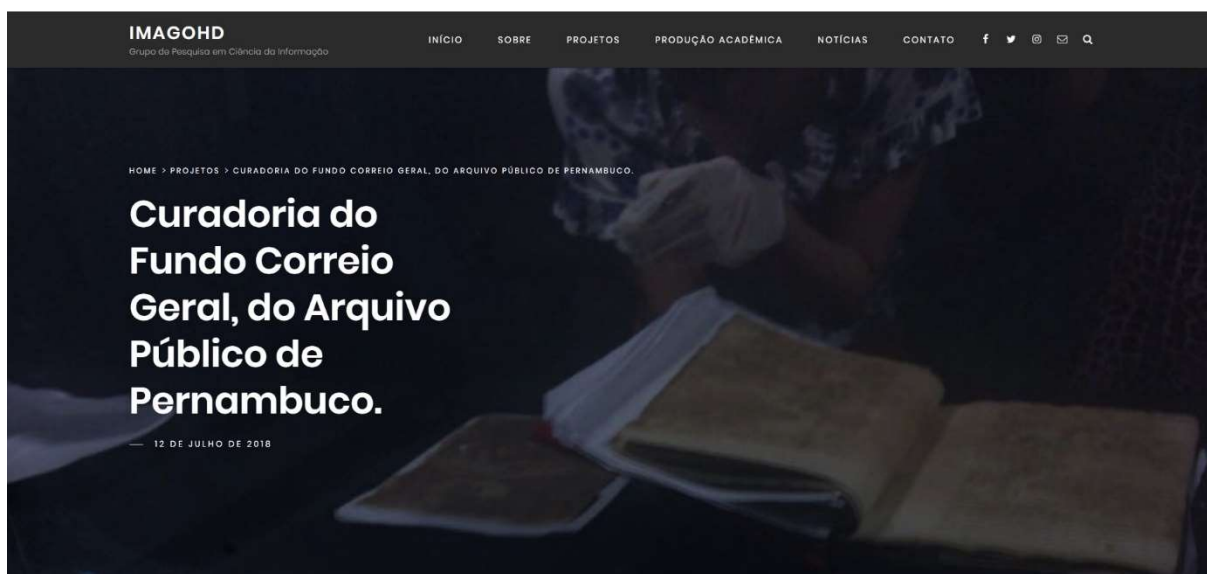 IMAGOHD
Grupo de Pesquisa em Ciência da Informação
INÍCIO SOBRE PROJETOS PRODUÇÃO ACADÊMICA NOTÍCIAS CONTATO
HOME > PROJETOS > CURADORIA DO FUNDO CORREIO GERAL, DO ARQUIVO PÚBLICO DE PERNAMBUCO.
Curadoria do
Fundo Correio
Geral, do Arquivo
Público de
Pernambuco.
12 DE JULHO DE 2018